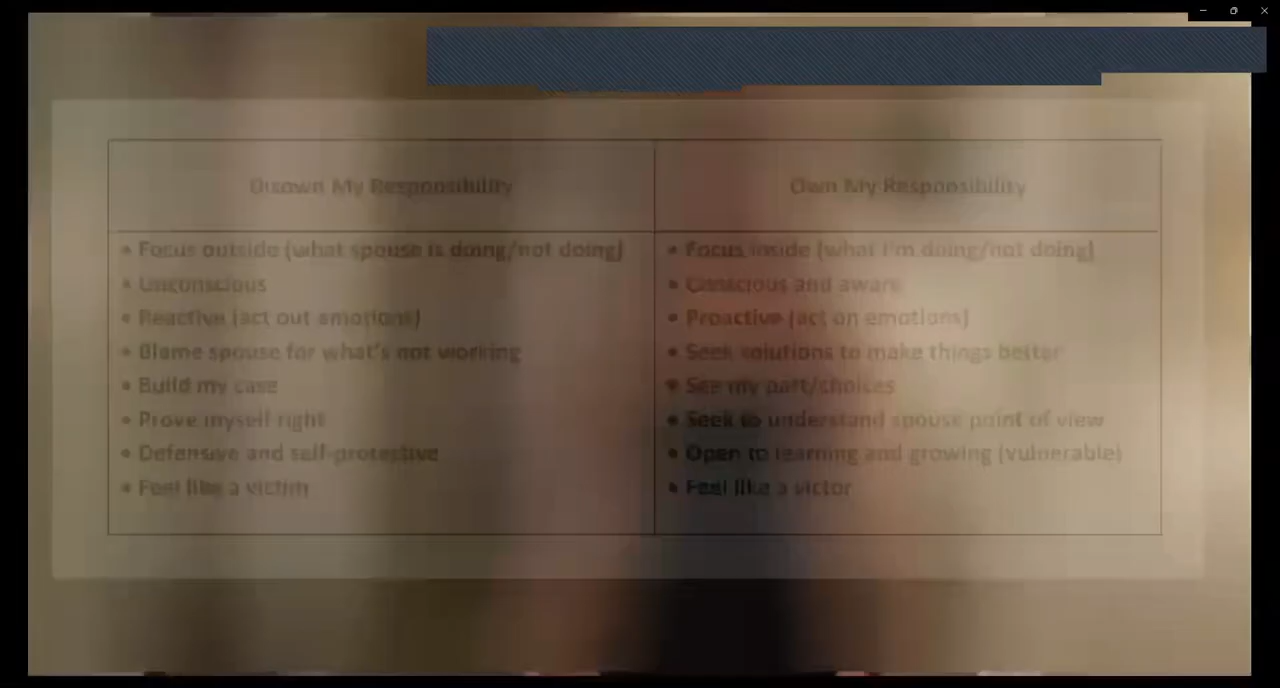 Disown My Responsibility
Own My Responsibility
• Focus outside (what spouse is doing/not doing)
• Unconscious
• Reactive (act out emotions)
• Blame spouse for what's not working
• Build my case
• Prove myself right
• Defensive and self-protective
• Feel like a victim
• Focus inside (what I'm doing/not doing)
• Conscious and aware
• Proactive (act on emotions)
• Seek solutions to make things better
• See my part/choices
• Seek to understand spouse point of view
• Open to learning and growing (vulnerable)
• Feel like a victor